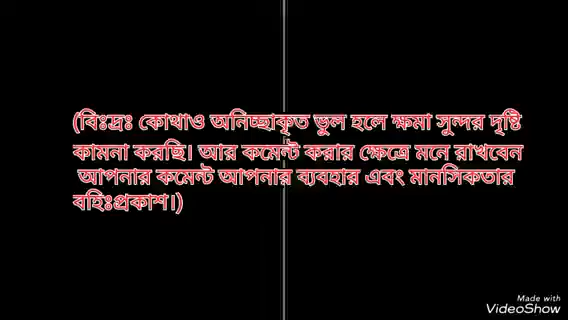 (বিঃদ্রঃ কোথাও অনিচ্ছাকৃত ভুল হলে ক্ষমা সুন্দর দৃষ্টি
কামনা করছি। আর কমেন্ট করার ক্ষেত্রে মনে রাখবেন
আপনার কমেন্ট আপনার ব্যবহার এবং মানসিকতার
বহিঃপ্রকাশ।)
Made with
VideoShow